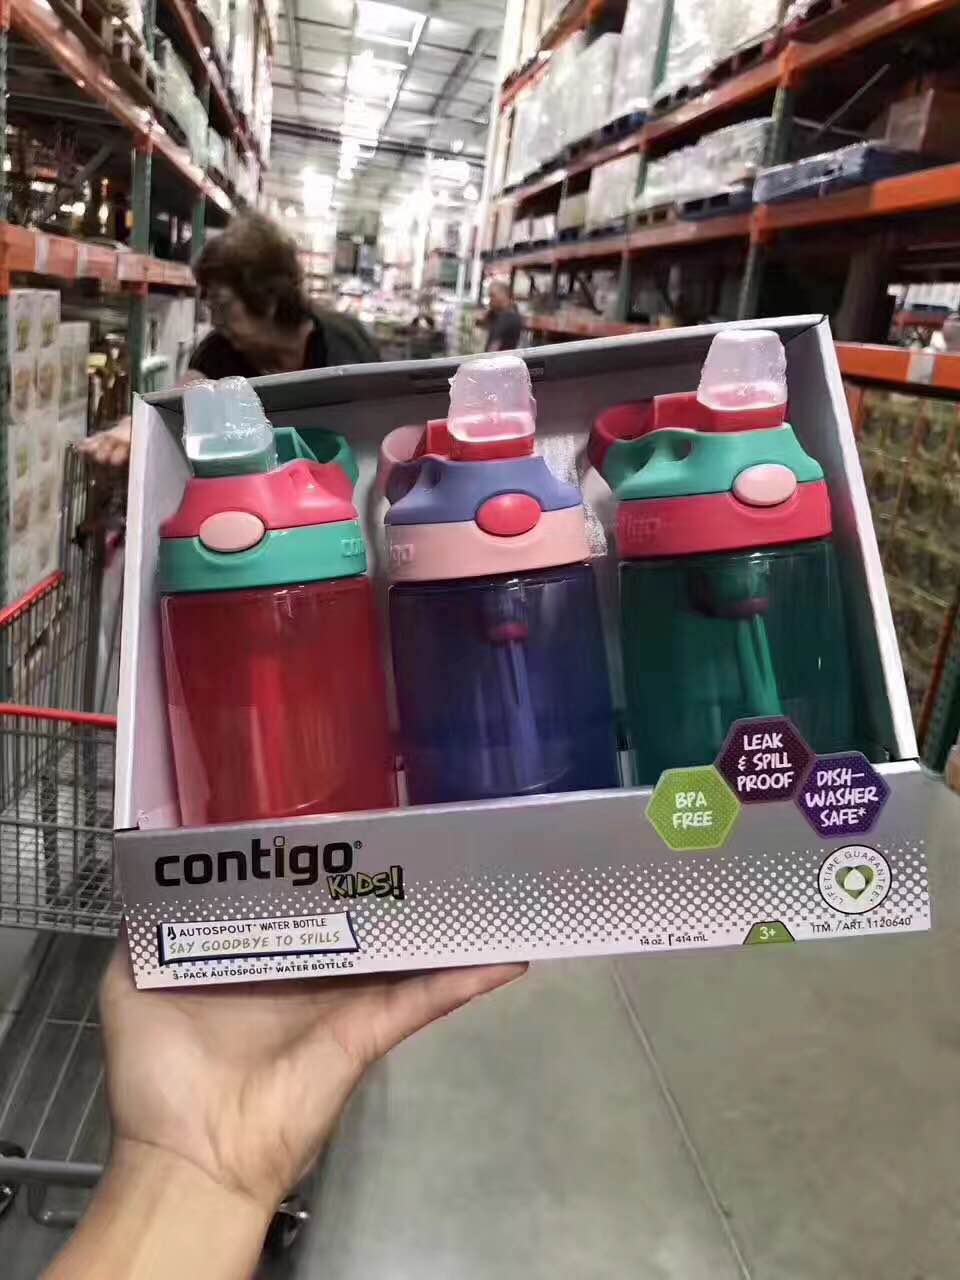 LEAK
& SPILL
PROOF
BPA
FREE
DISH-
WASHER
SAFE*
contigo®
KIDS!
AUTOSPOUT® WATER BOTTLE
SAY GOODBYE TO SPILLS
3-PACK AUTOSPOUT® WATER BOTTLES
14 oz. 414 mL
3+
LIFETIME GUARANTEE
ITM. / ART. 1120640